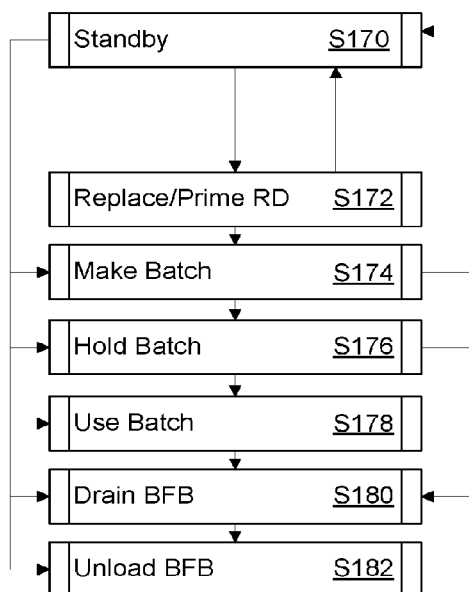 Standby S170
Replace/Prime RD S172
Make Batch S174
Hold Batch S176
Use Batch S178
Drain BFB S180
Unload BFB S182